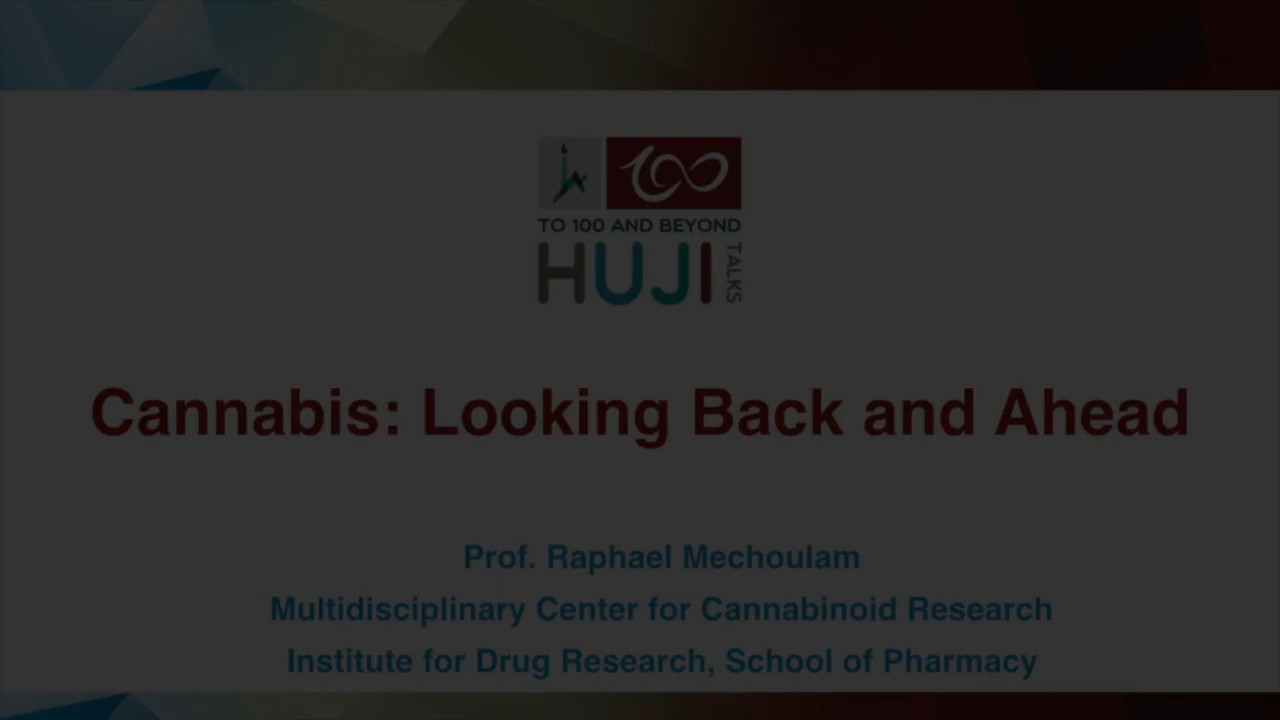 100
TO 100 AND BEYOND
HUJI
TALKS
Cannabis: Looking Back and Ahead
Prof. Raphael Mechoulam
Multidisciplinary Center for Cannabinoid Research
Institute for Drug Research, School of Pharmacy